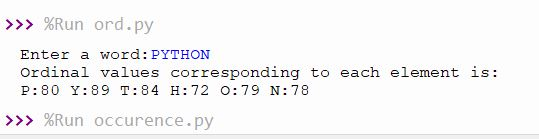 >>> %Run ord.py
Enter a word:PYTHON
Ordinal values corresponding to each element is:
P:80 Y:89 T:84 H:72 O:79 N:78
>>> %Run occurence.py